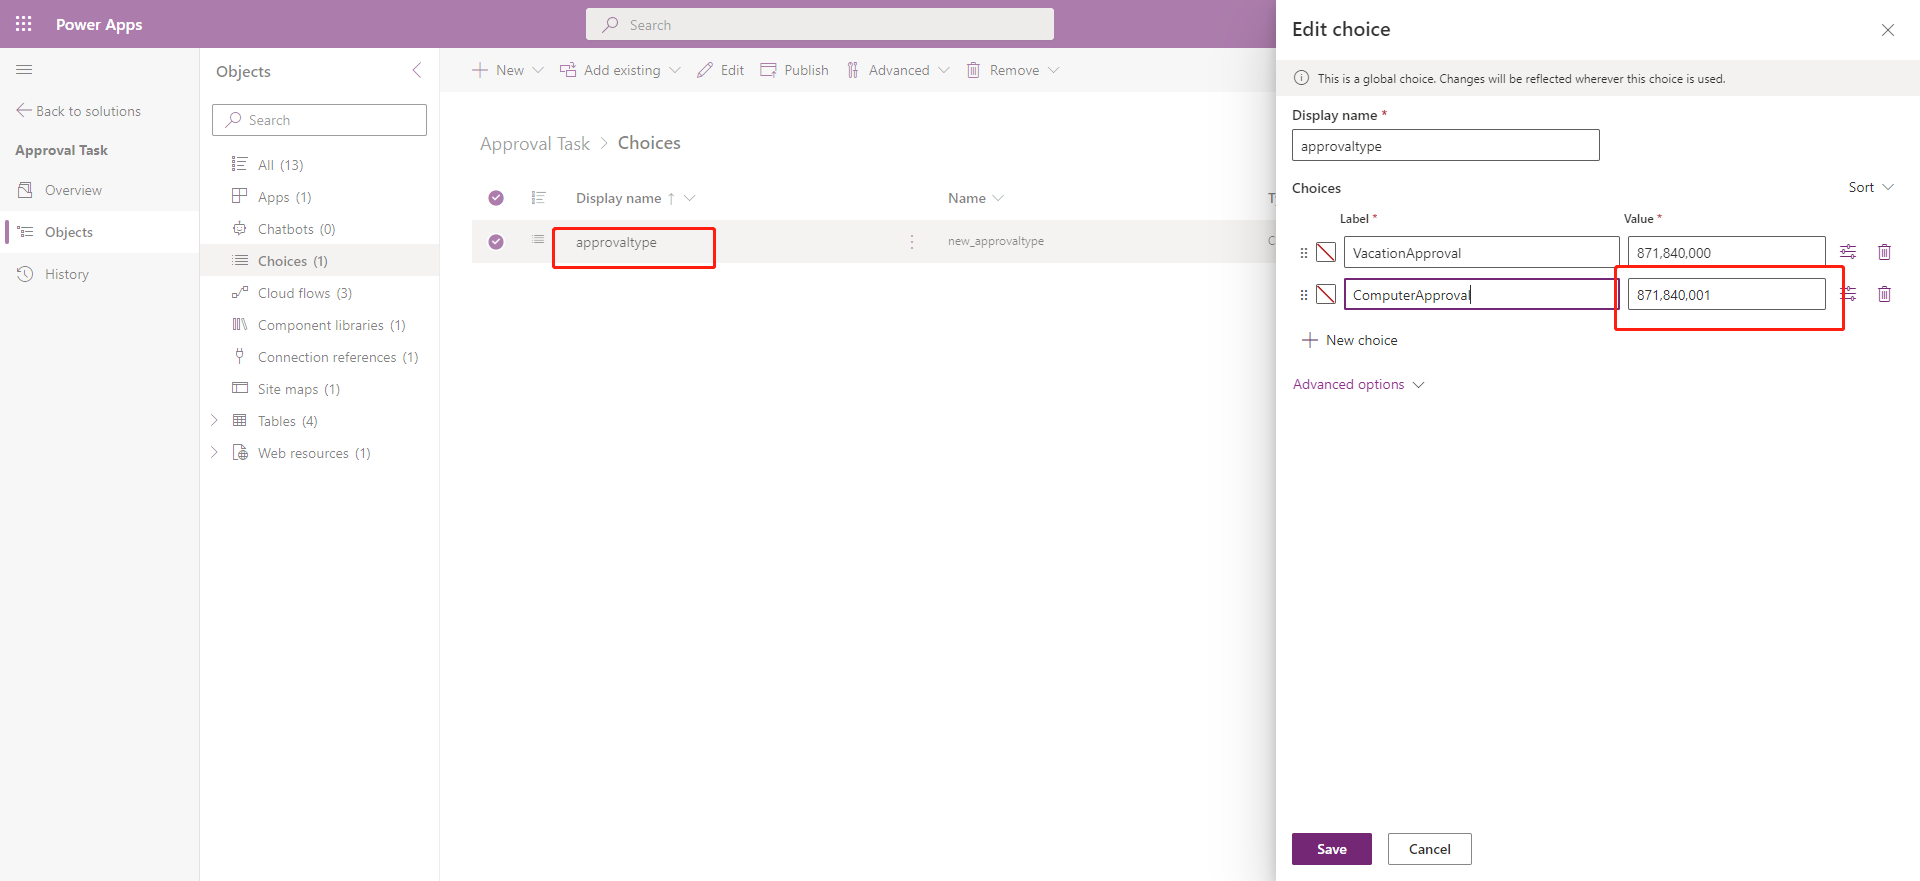 Power Apps
Search
Back to solutions
Approval Task
Overview
Objects
History
Objects
Search
All (13)
Apps (1)
Chatbots (0)
Choices (1)
Cloud flows (3)
Component libraries (1)
Connection references (1)
Site maps (1)
Tables (4)
Web resources (1)
New Add existing Edit Publish Advanced Remove
Approval Task > Choices
Display name ↑ Name
approvaltype new_approvaltype
Edit choice
This is a global choice. Changes will be reflected wherever this choice is used.
Display name *
approvaltype
Choices Sort
Label * Value *
VacationApproval 871,840,000
ComputerApproval 871,840,001
New choice
Advanced options
Save Cancel